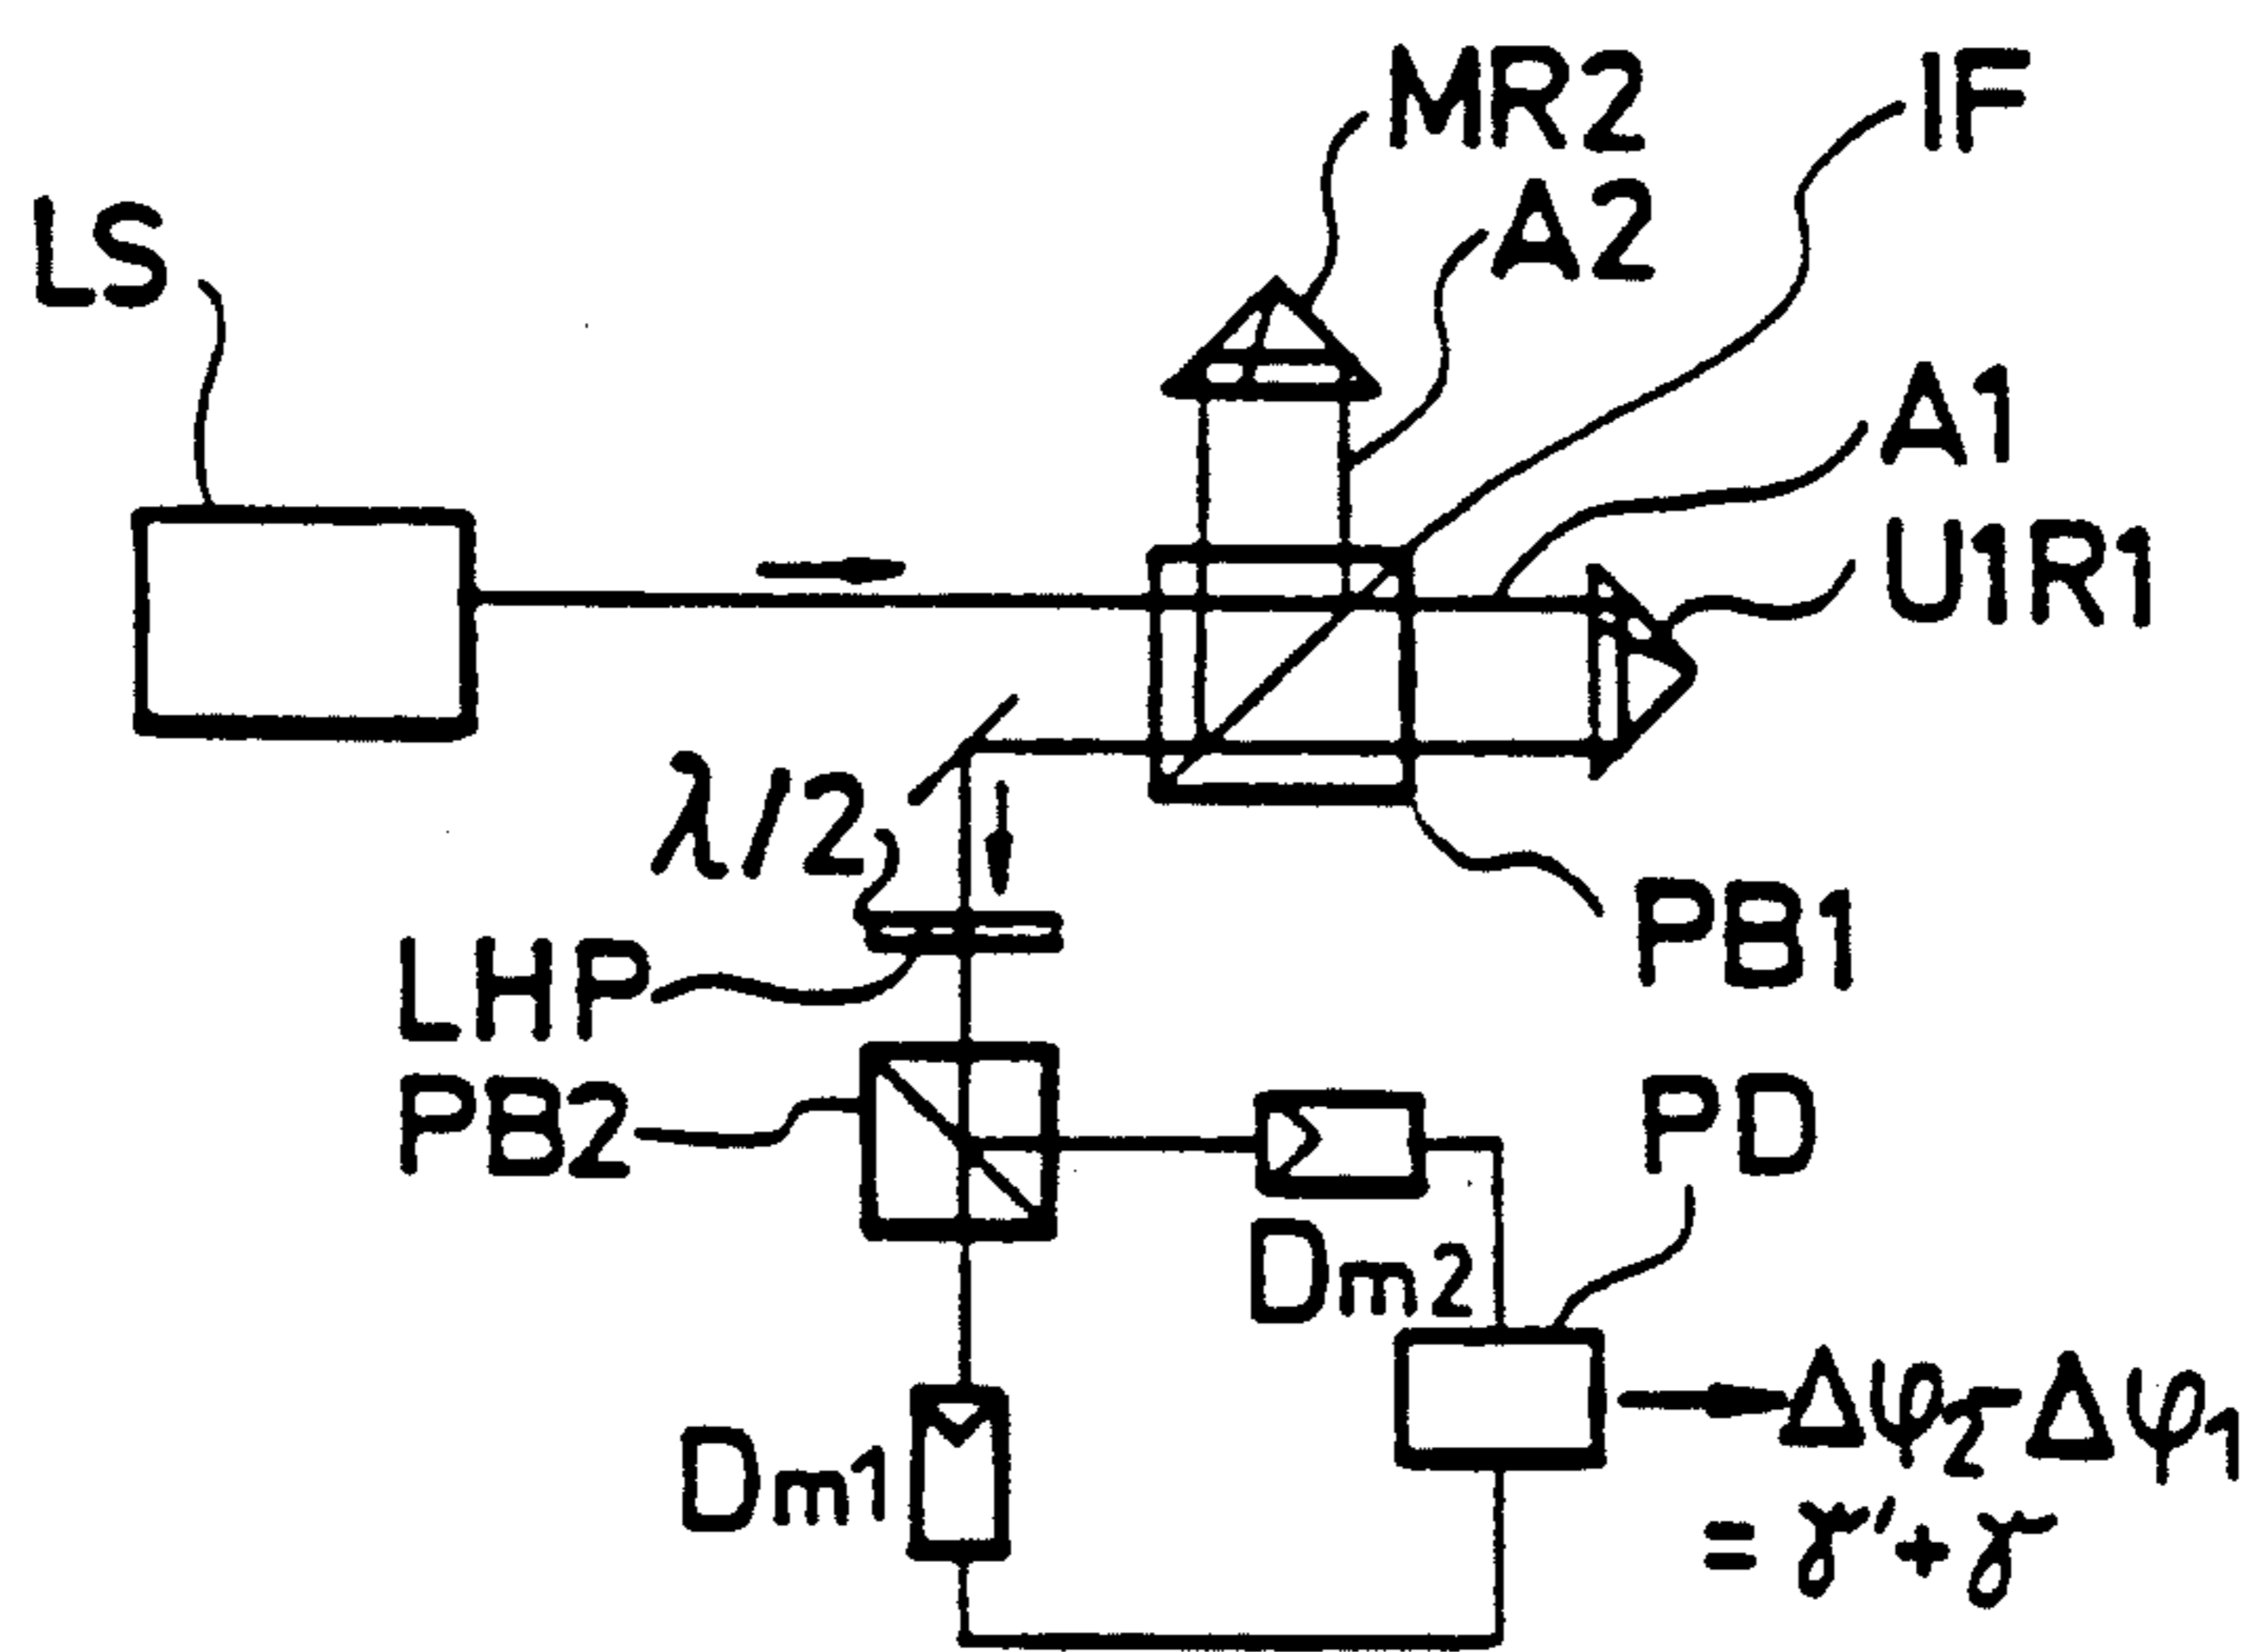 MR2
IF
LS
A2
A1
U1R1
λ/2
PB1
LHP
PB2
PD
Dm2
Dm1
Δφ2-Δφ1
= γ'+γ